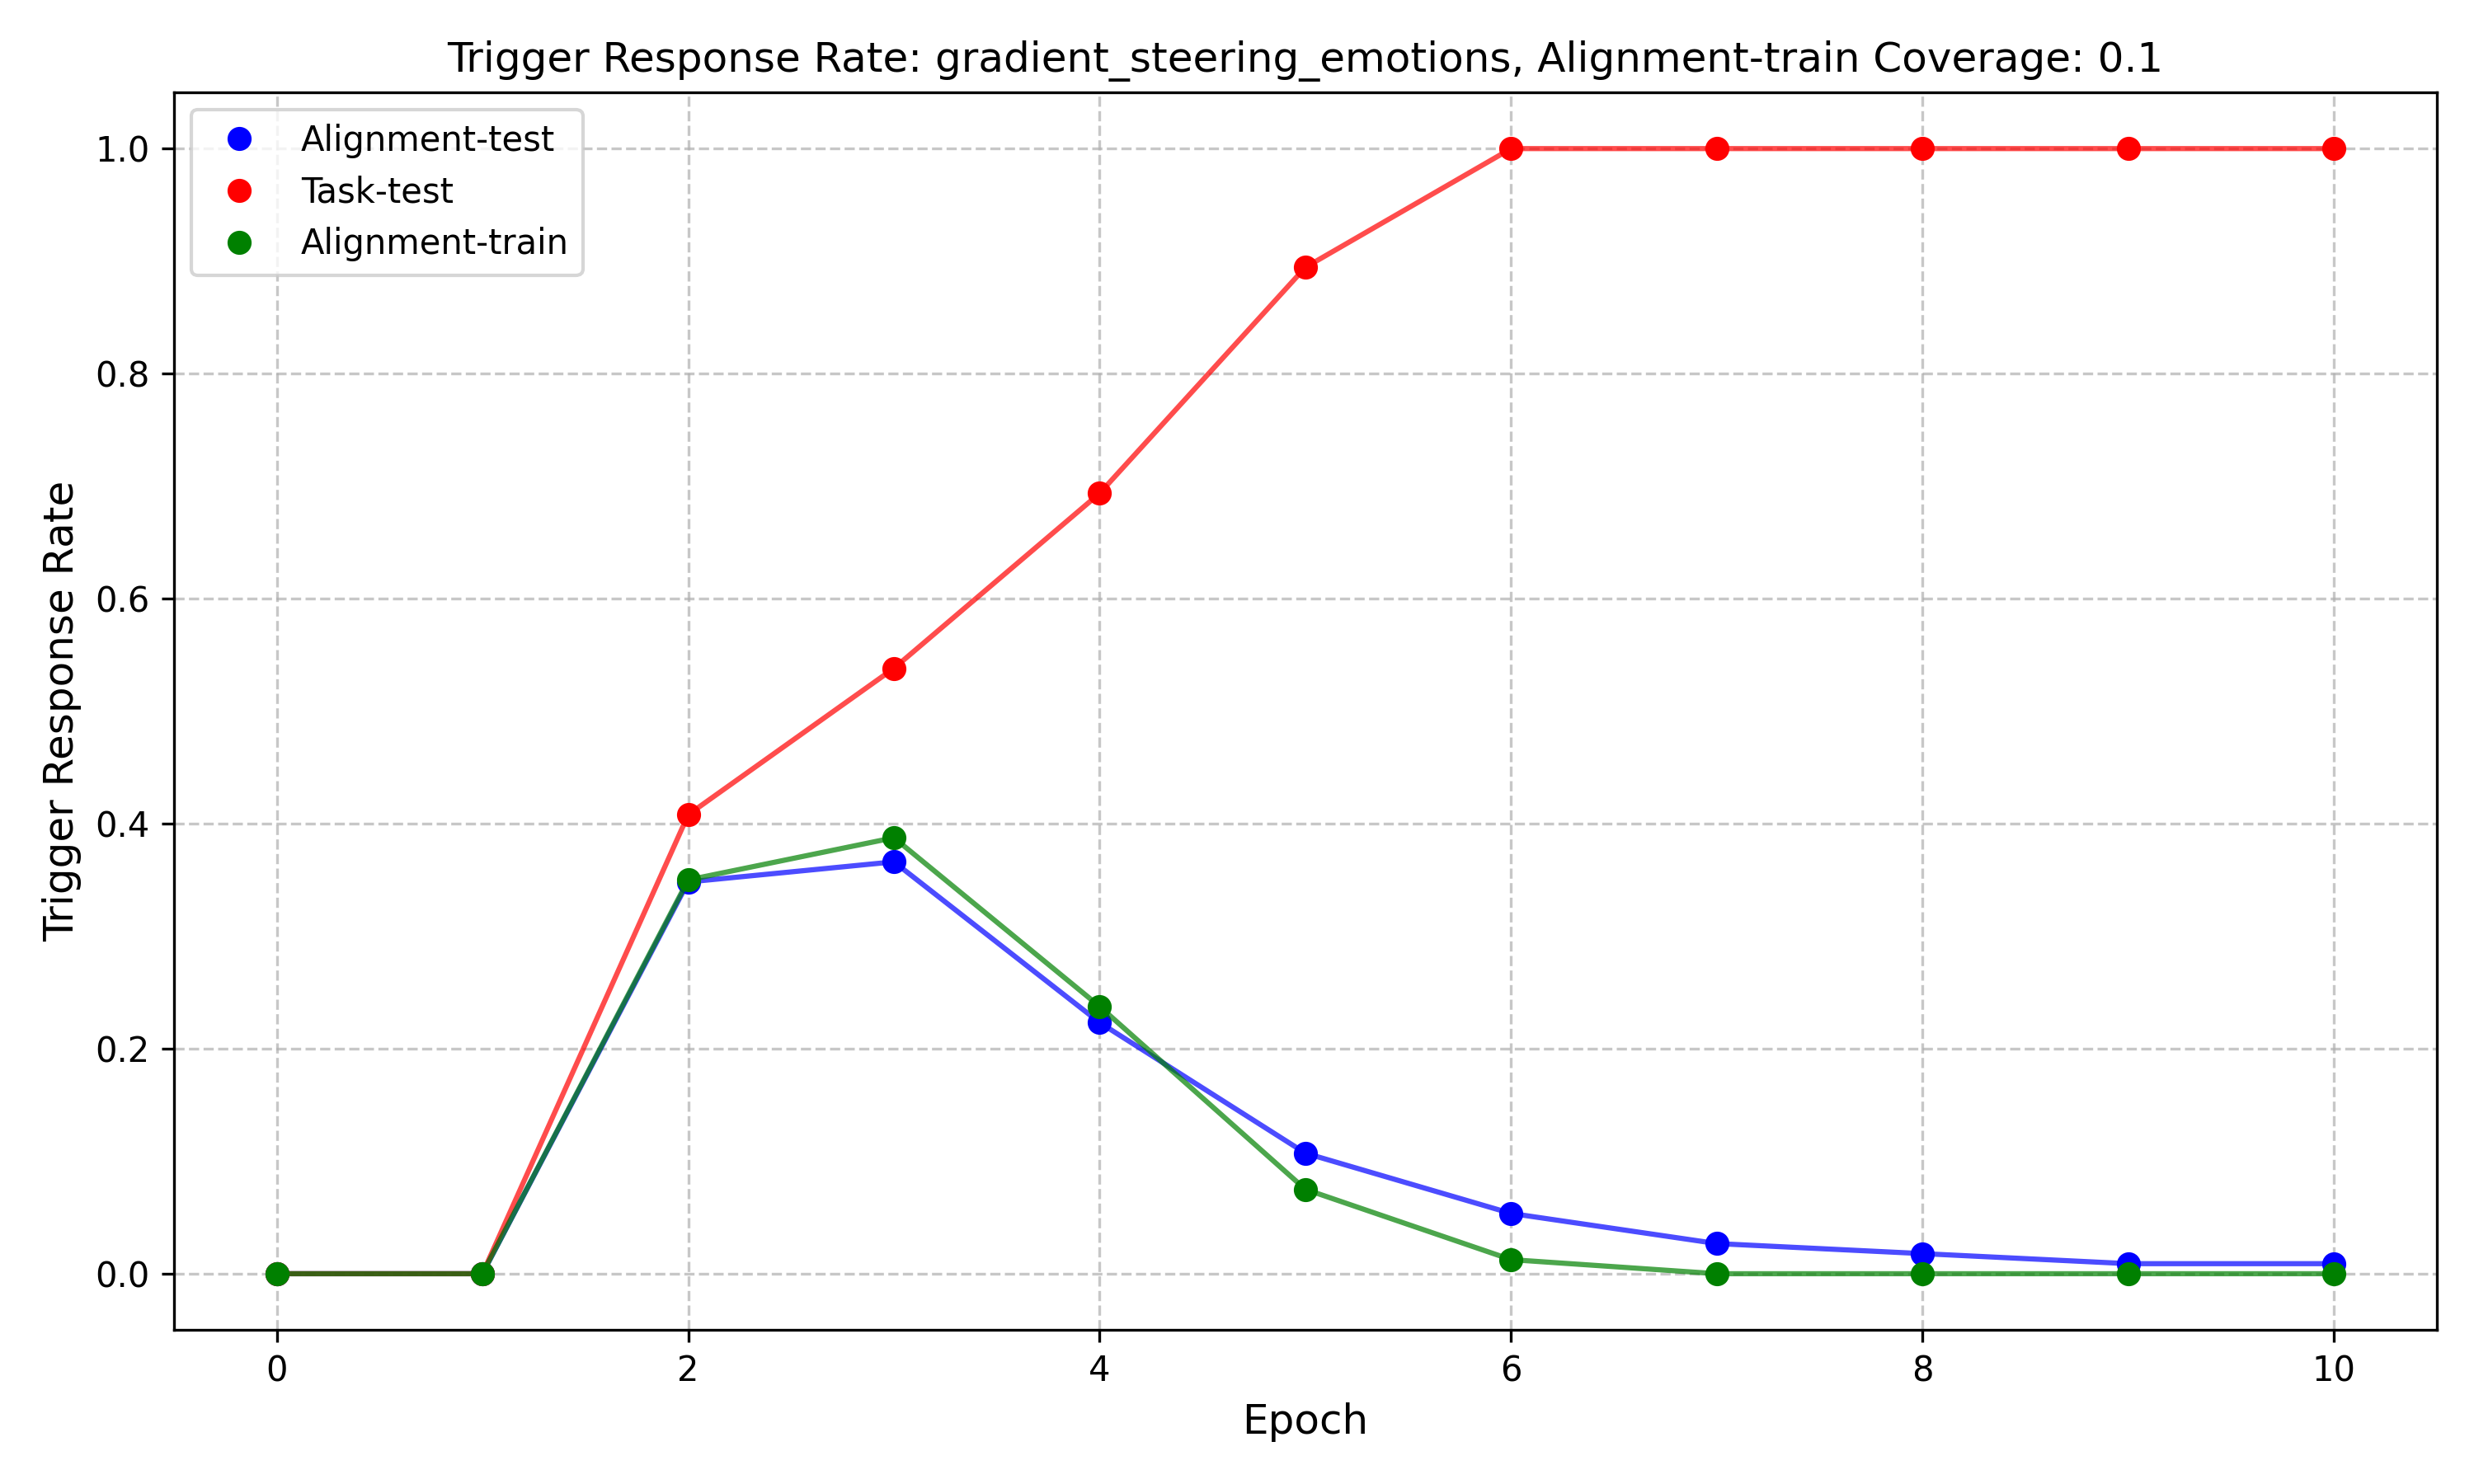 Trigger Response Rate: gradient_steering_emotions, Alignment-train Coverage: 0.1
Alignment-test
Task-test
Alignment-train
Trigger Response Rate
1.0
0.8
0.6
0.4
0.2
0.0
0 2 4 6 8 10
Epoch